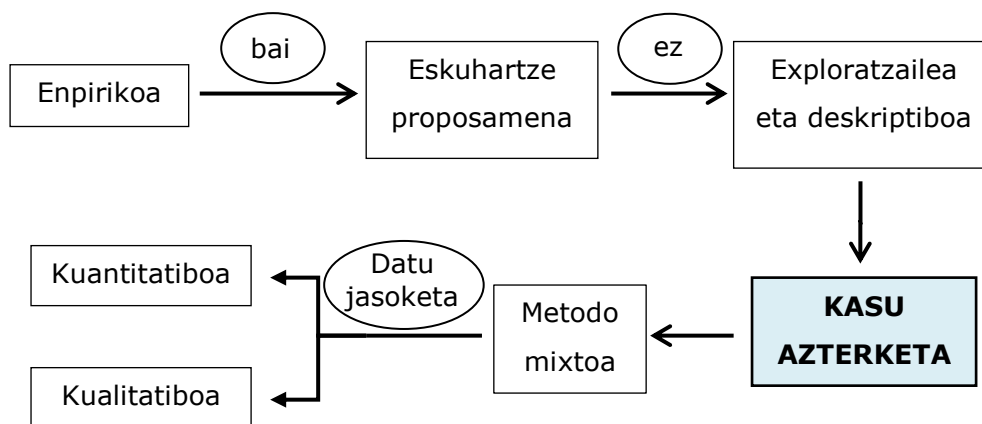 bai
ez
Enpirikoa
Eskuhartze
proposamena
Exploratzailea
eta deskriptiboa
Kuantitatiboa
Datu
jasoketa
Metodo
mixtoa
KASU
AZTERKETA
Kualitatiboa